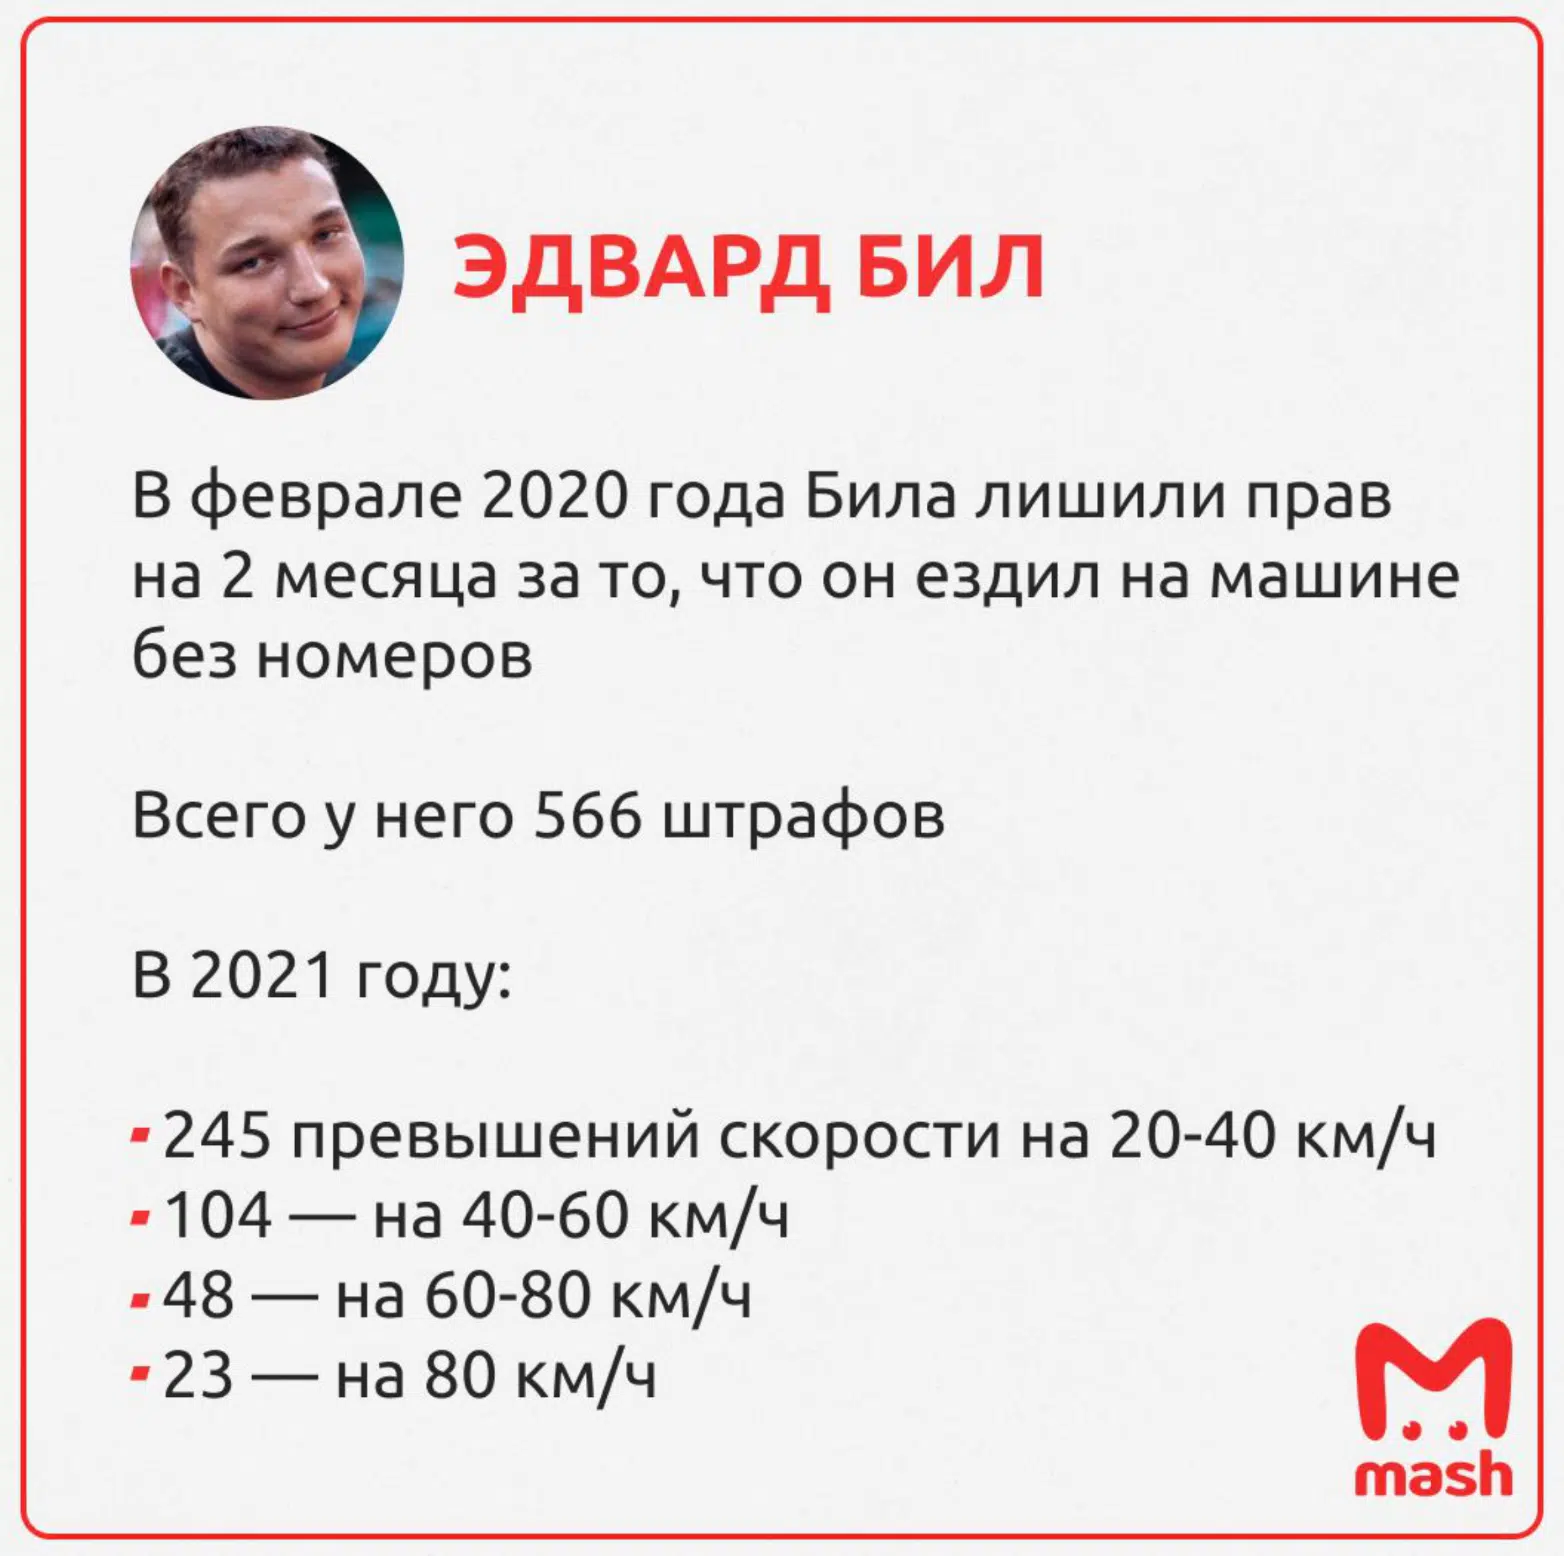 ЭДВАРД БИЛ
В феврале 2020 года Била лишили прав
на 2 месяца за то, что он ездил на машине
без номеров
Всего у него 566 штрафов
В 2021 году:
245 превышений скорости на 20-40 км/ч
104 — на 40-60 км/ч
48 — на 60-80 км/ч
23 — на 80 км/ч
mash